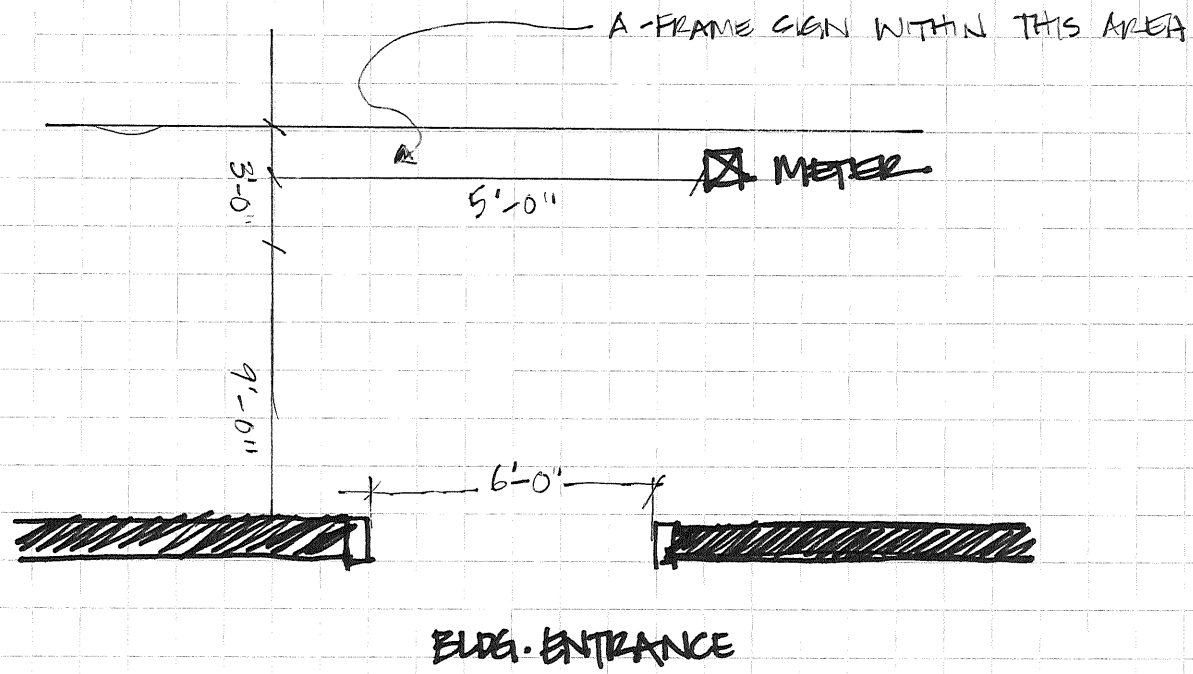 A-FRAME SIGN WITHIN THIS AREA
METER
3'-0"
5'-0"
9'-0"
6'-0"
BLDG. ENTRANCE